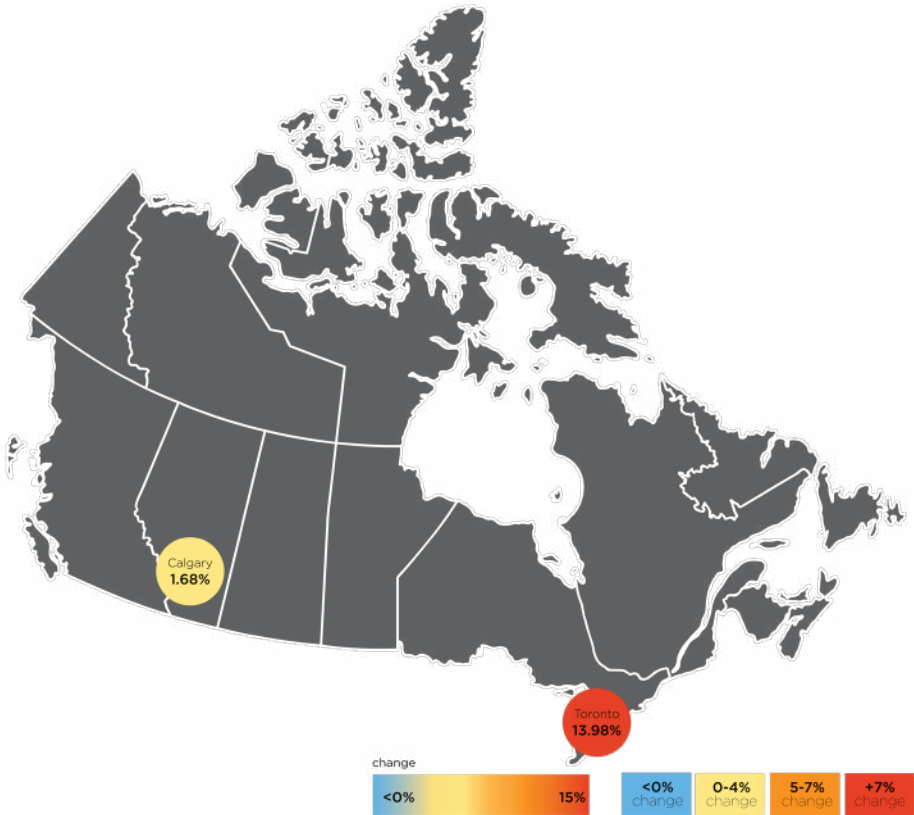 Calgary
1.68%
Toronto
13.98%
change
<0%
15%
<0%
change
0-4%
change
5-7%
change
+7%
change